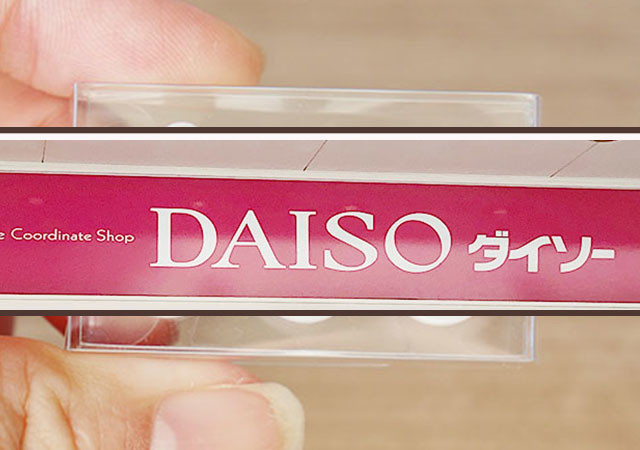 e Coordinate Shop DAISO ダイソー